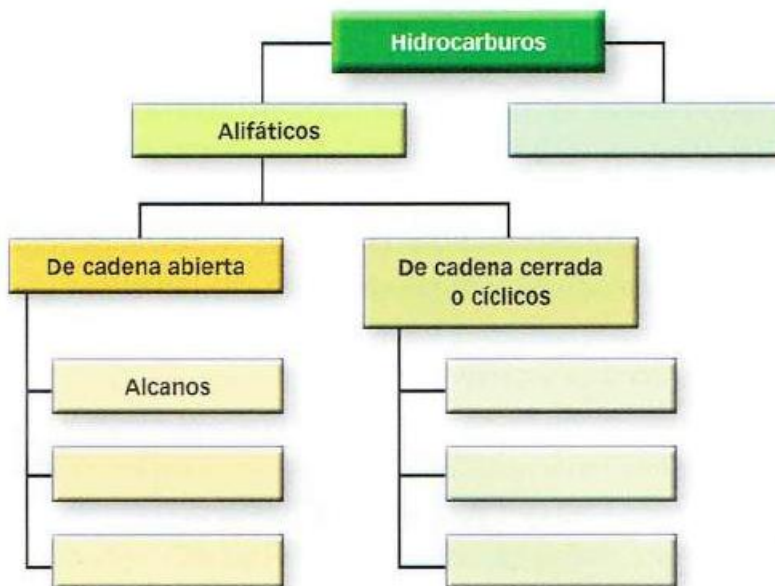 Hidrocarburos
Alifáticos
De cadena abierta
De cadena cerrada
o cíclicos
Alcanos